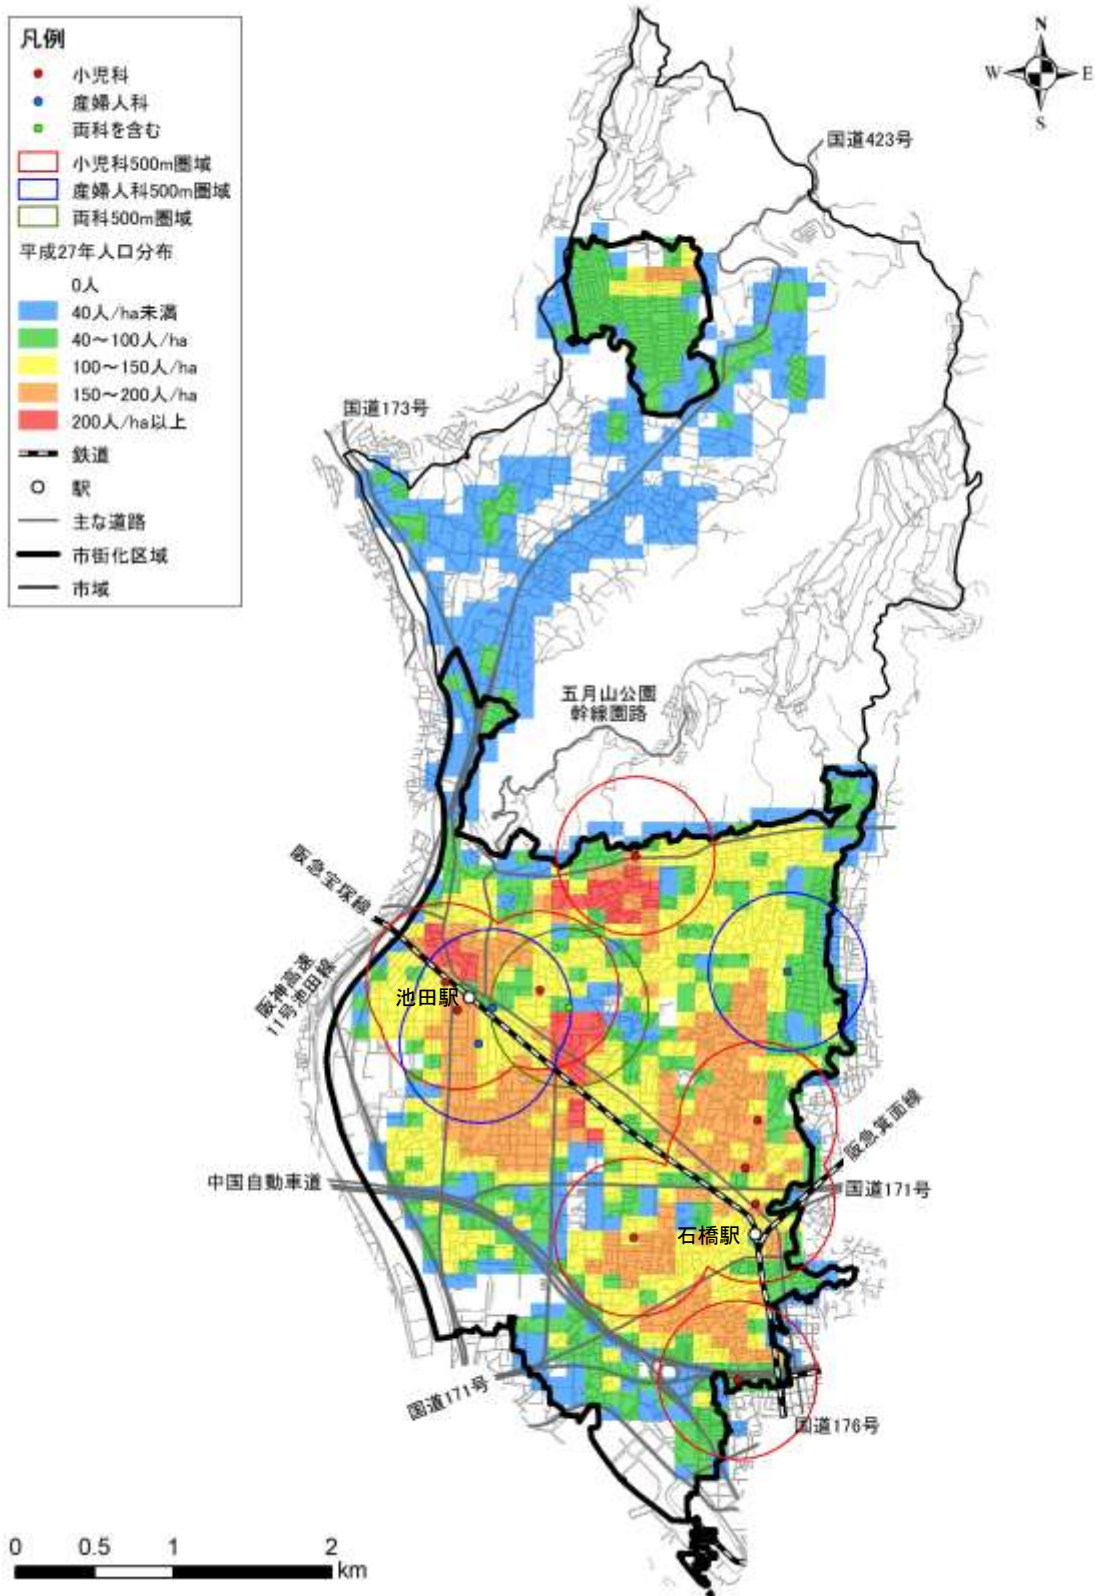 凡例
小児科
産婦人科
両科を含む
小児科500m圏域
産婦人科500m圏域
両科500m圏域
平成27年人口分布
0人
40人/ha未満
40～100人/ha
100～150人/ha
150～200人/ha
200人/ha以上
鉄道
駅
主な道路
市街化区域
市域
N
W
E
S
国道423号
国道173号
五月山公園
幹線園路
阪急宝塚線
阪神高速
11号池田線
池田駅
阪急箕面線
中国自動車道
国道171号
石橋駅
国道171号
国道176号
0 0.5 1 2
km